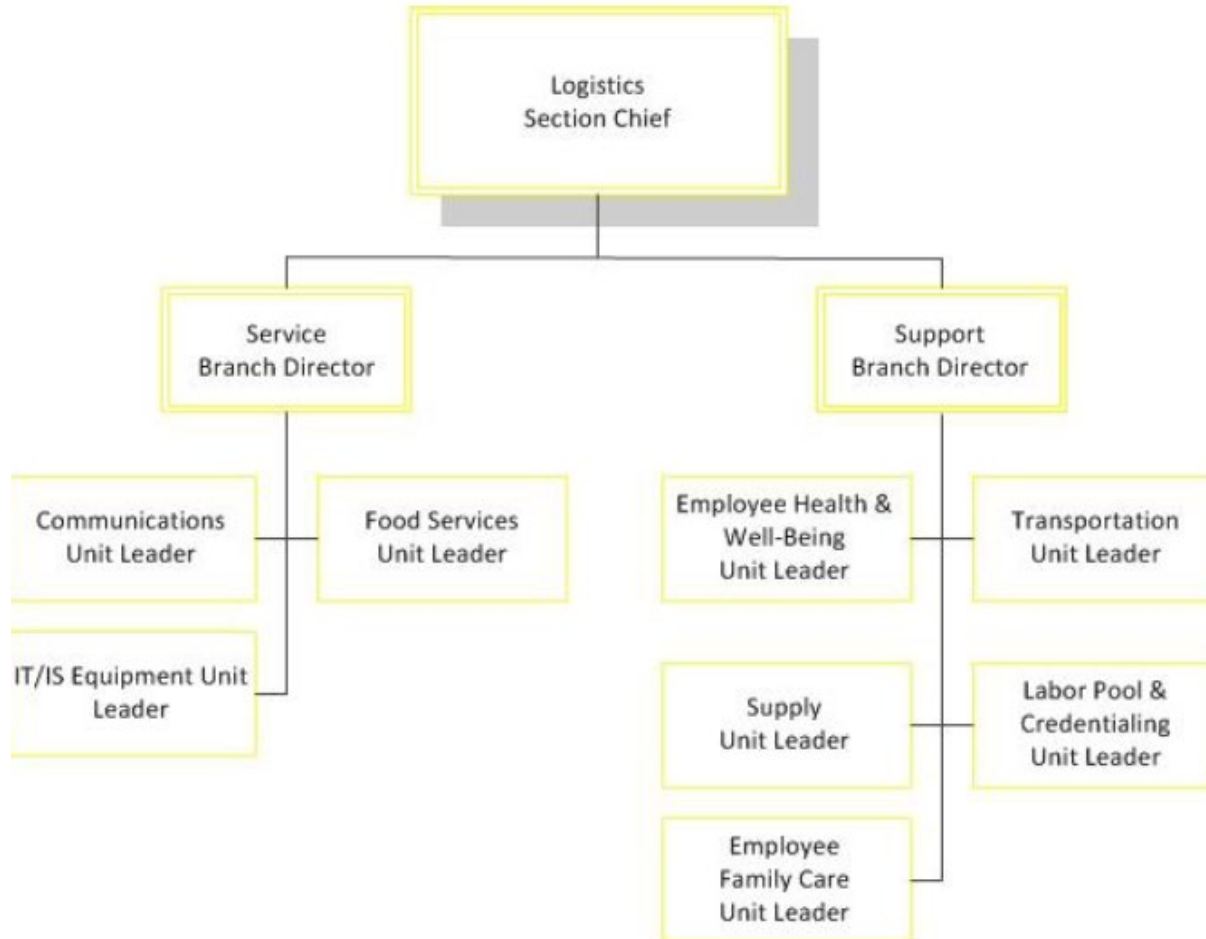 Logistics
Section Chief
Service
Branch Director
Support
Branch Director
Communications
Unit Leader
Food Services
Unit Leader
Employee Health &
Well-Being
Unit Leader
Transportation
Unit Leader
IT/IS Equipment Unit
Leader
Supply
Unit Leader
Labor Pool &
Credentialing
Unit Leader
Employee
Family Care
Unit Leader